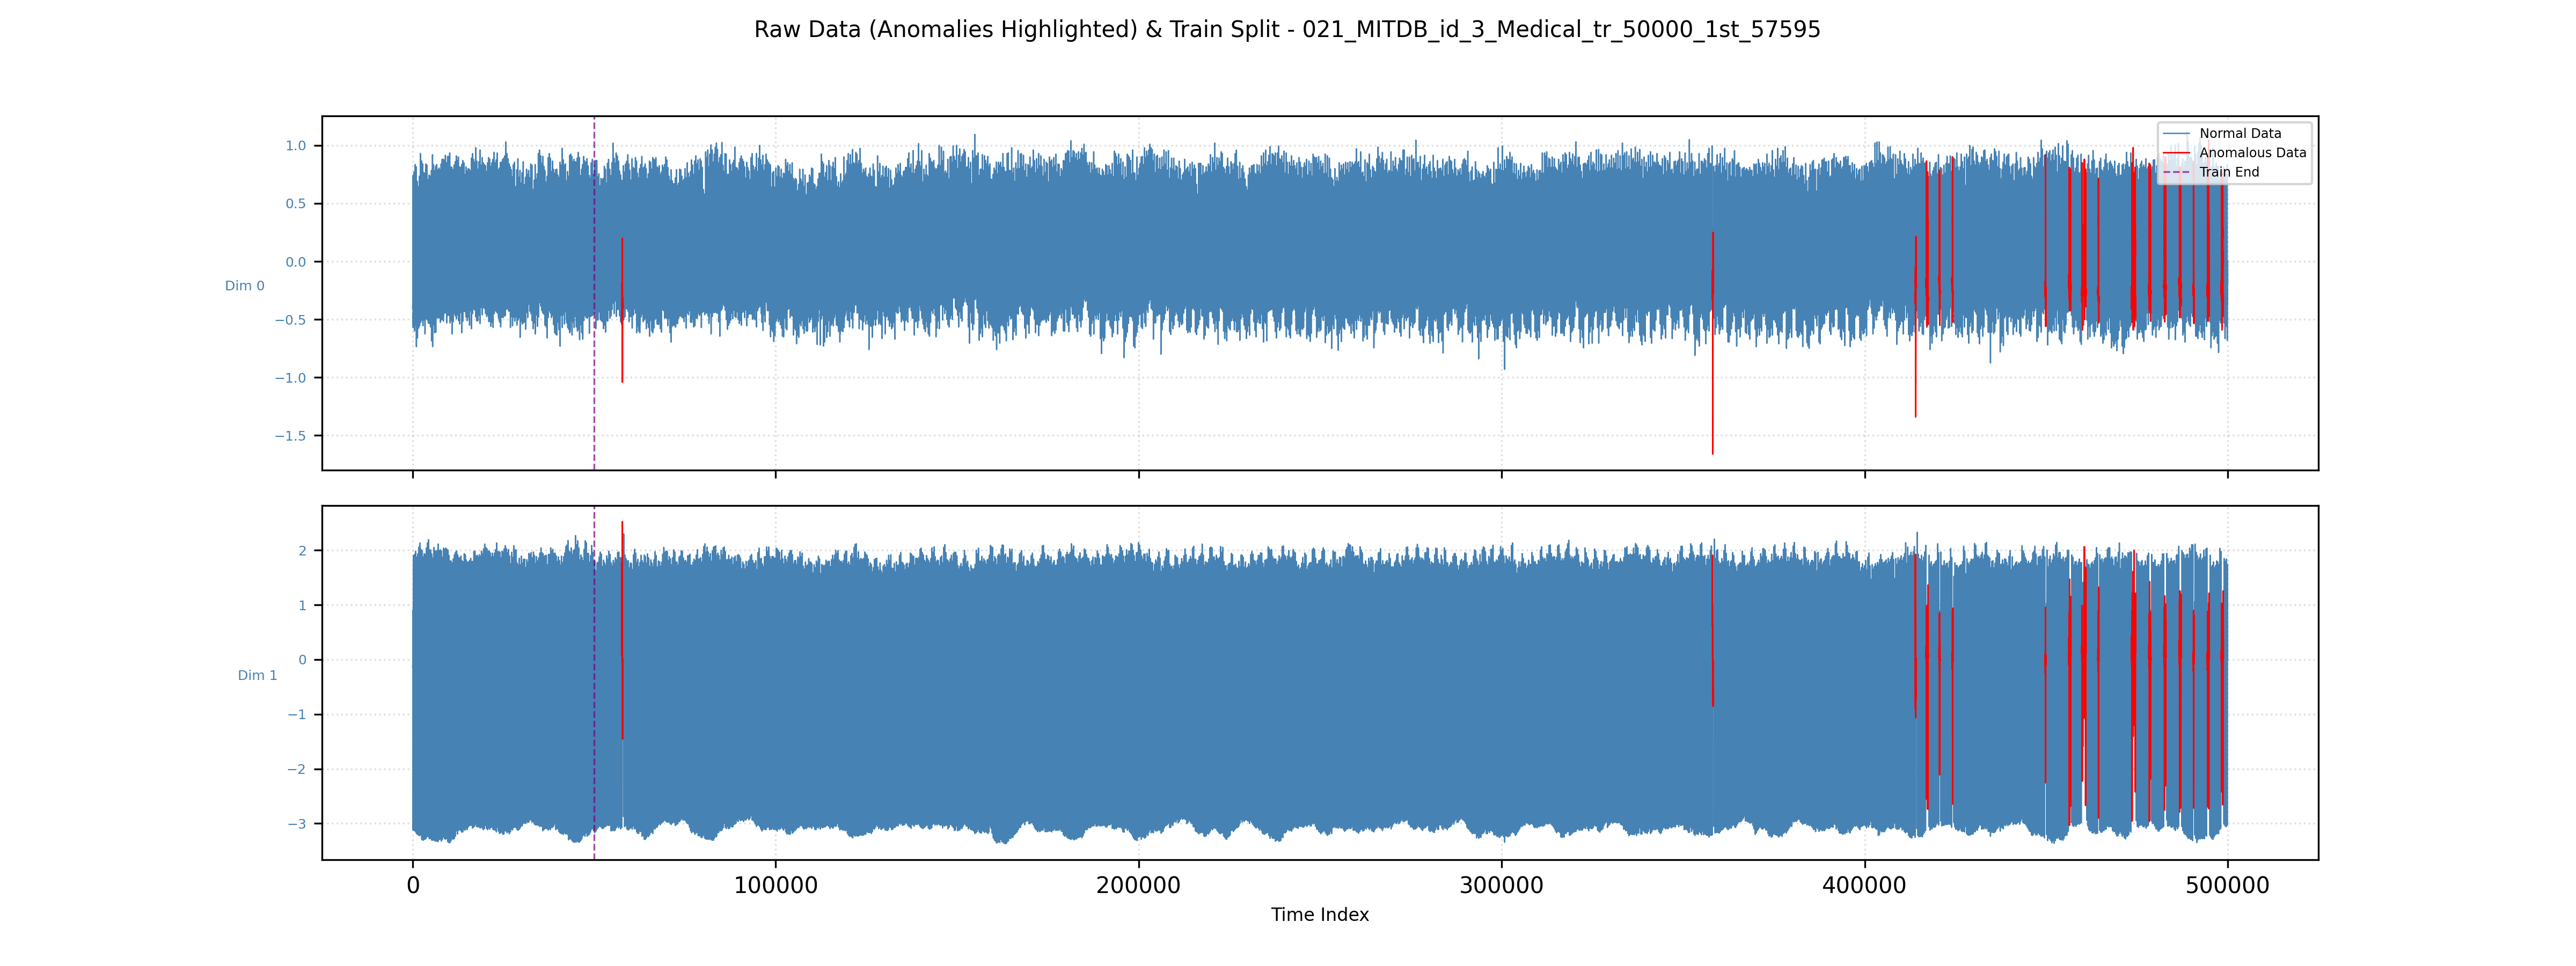 Raw Data (Anomalies Highlighted) & Train Split - 021_MITDB_id_3_Medical_tr_50000_1st_57595
Normal Data
Anomalous Data
Train End
1.0
0.5
0.0
Dim 0
−0.5
−1.0
−1.5
2
1
0
Dim 1
−1
−2
−3
0 100000 200000 300000 400000 500000
Time Index